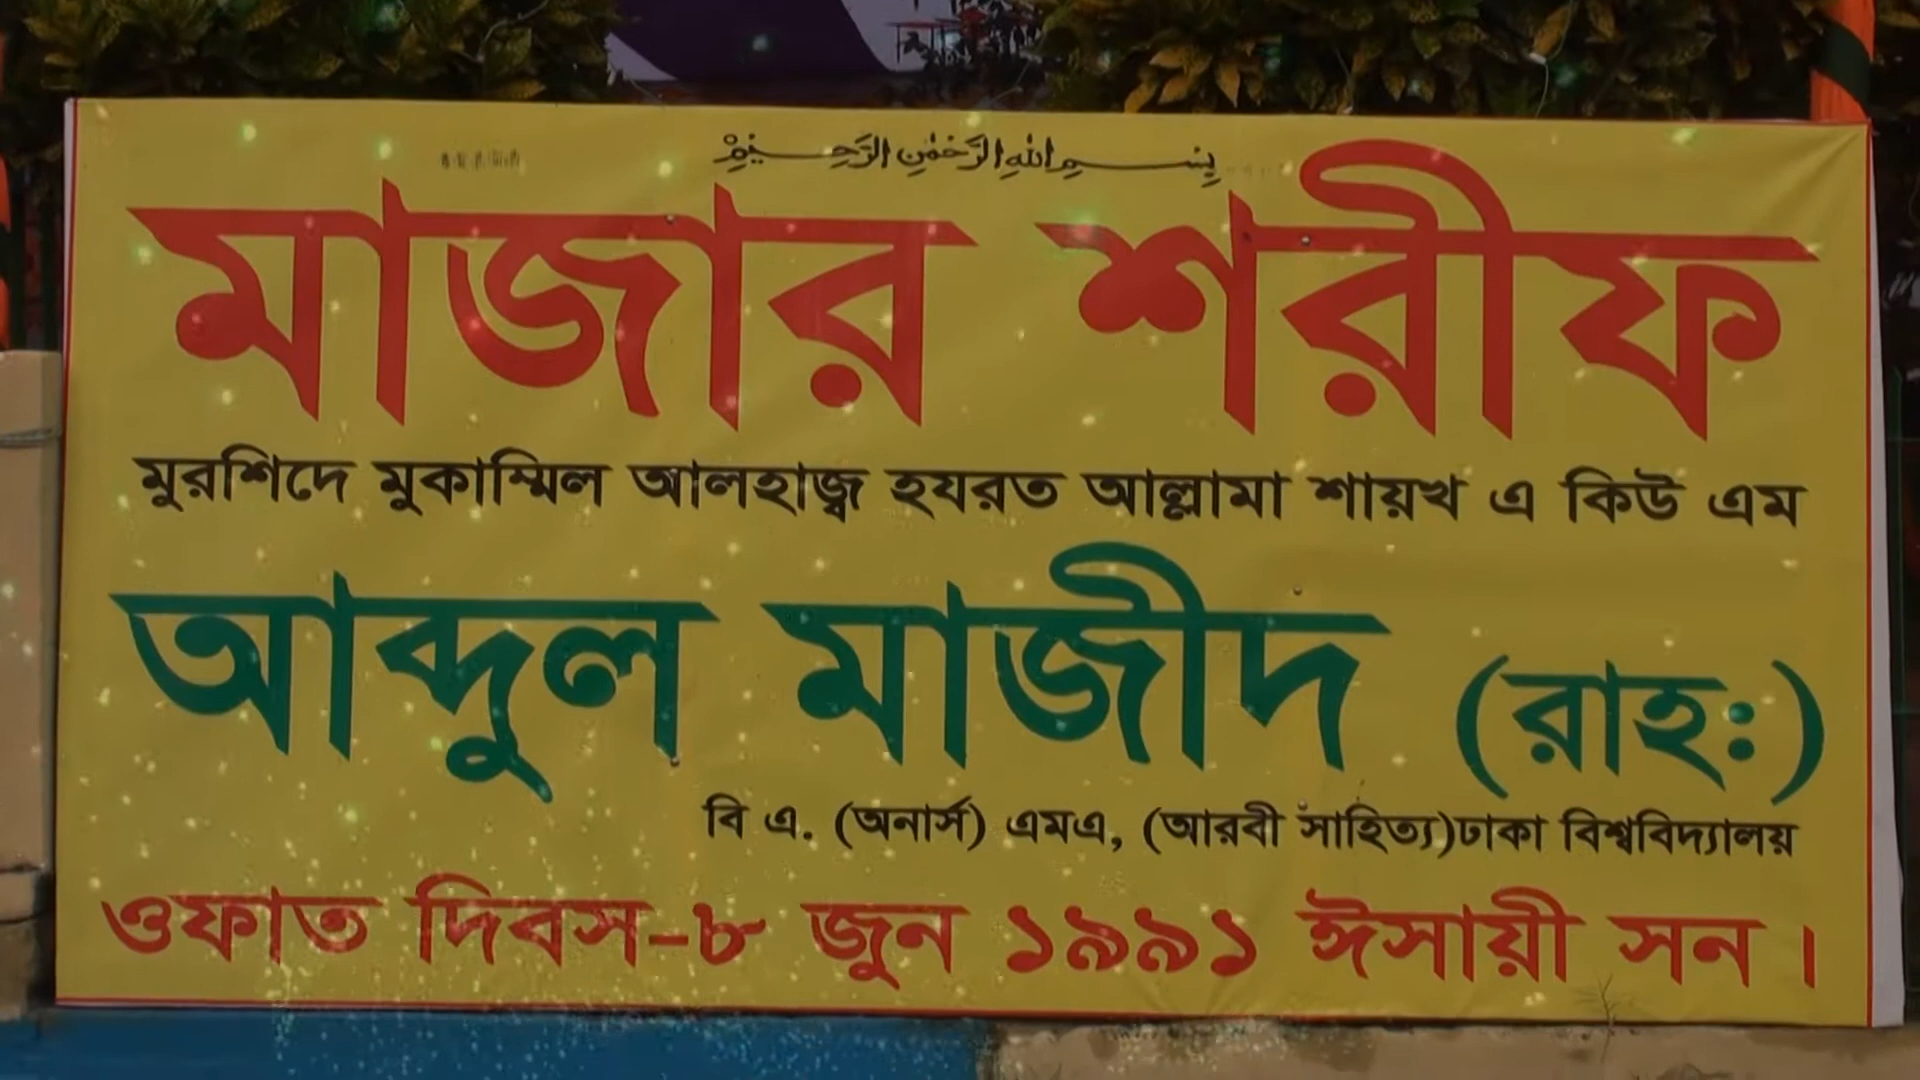 بِسْمِ اللهِ الرَّحْمٰنِ الرَّحِيْمِ
মাজার শরীফ
মুরশিদে মুকাম্মিল আলহাজ্ব হযরত আল্লামা শায়খ এ কিউ এম
আব্দুল মাজীদ (রাহঃ)
বি এ. (অনার্স) এমএ, (আরবী সাহিত্য)ঢাকা বিশ্ববিদ্যালয়
ওফাত দিবস-৮ জুন ১৯৯১ ঈসায়ী সন।